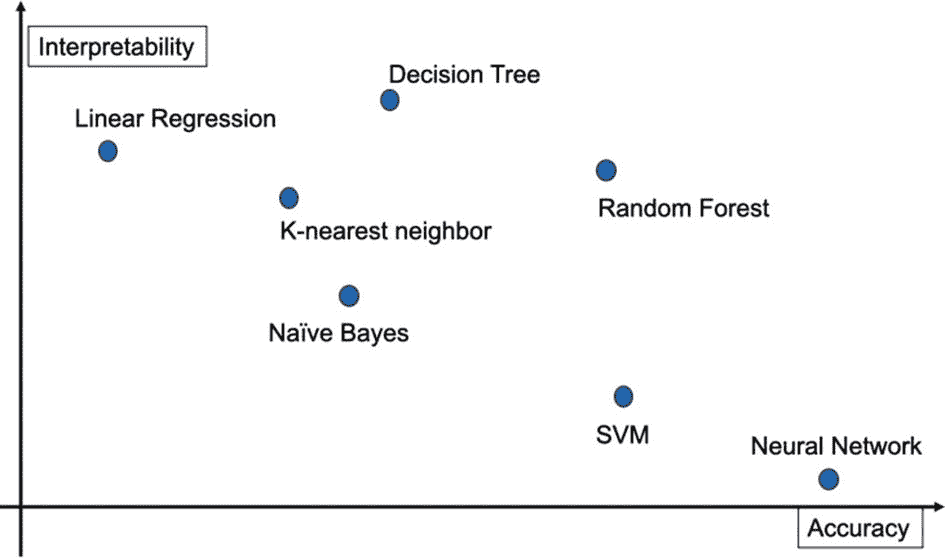 Interpretability
Decision Tree
Linear Regression
Random Forest
K-nearest neighbor
Naïve Bayes
SVM
Neural Network
Accuracy